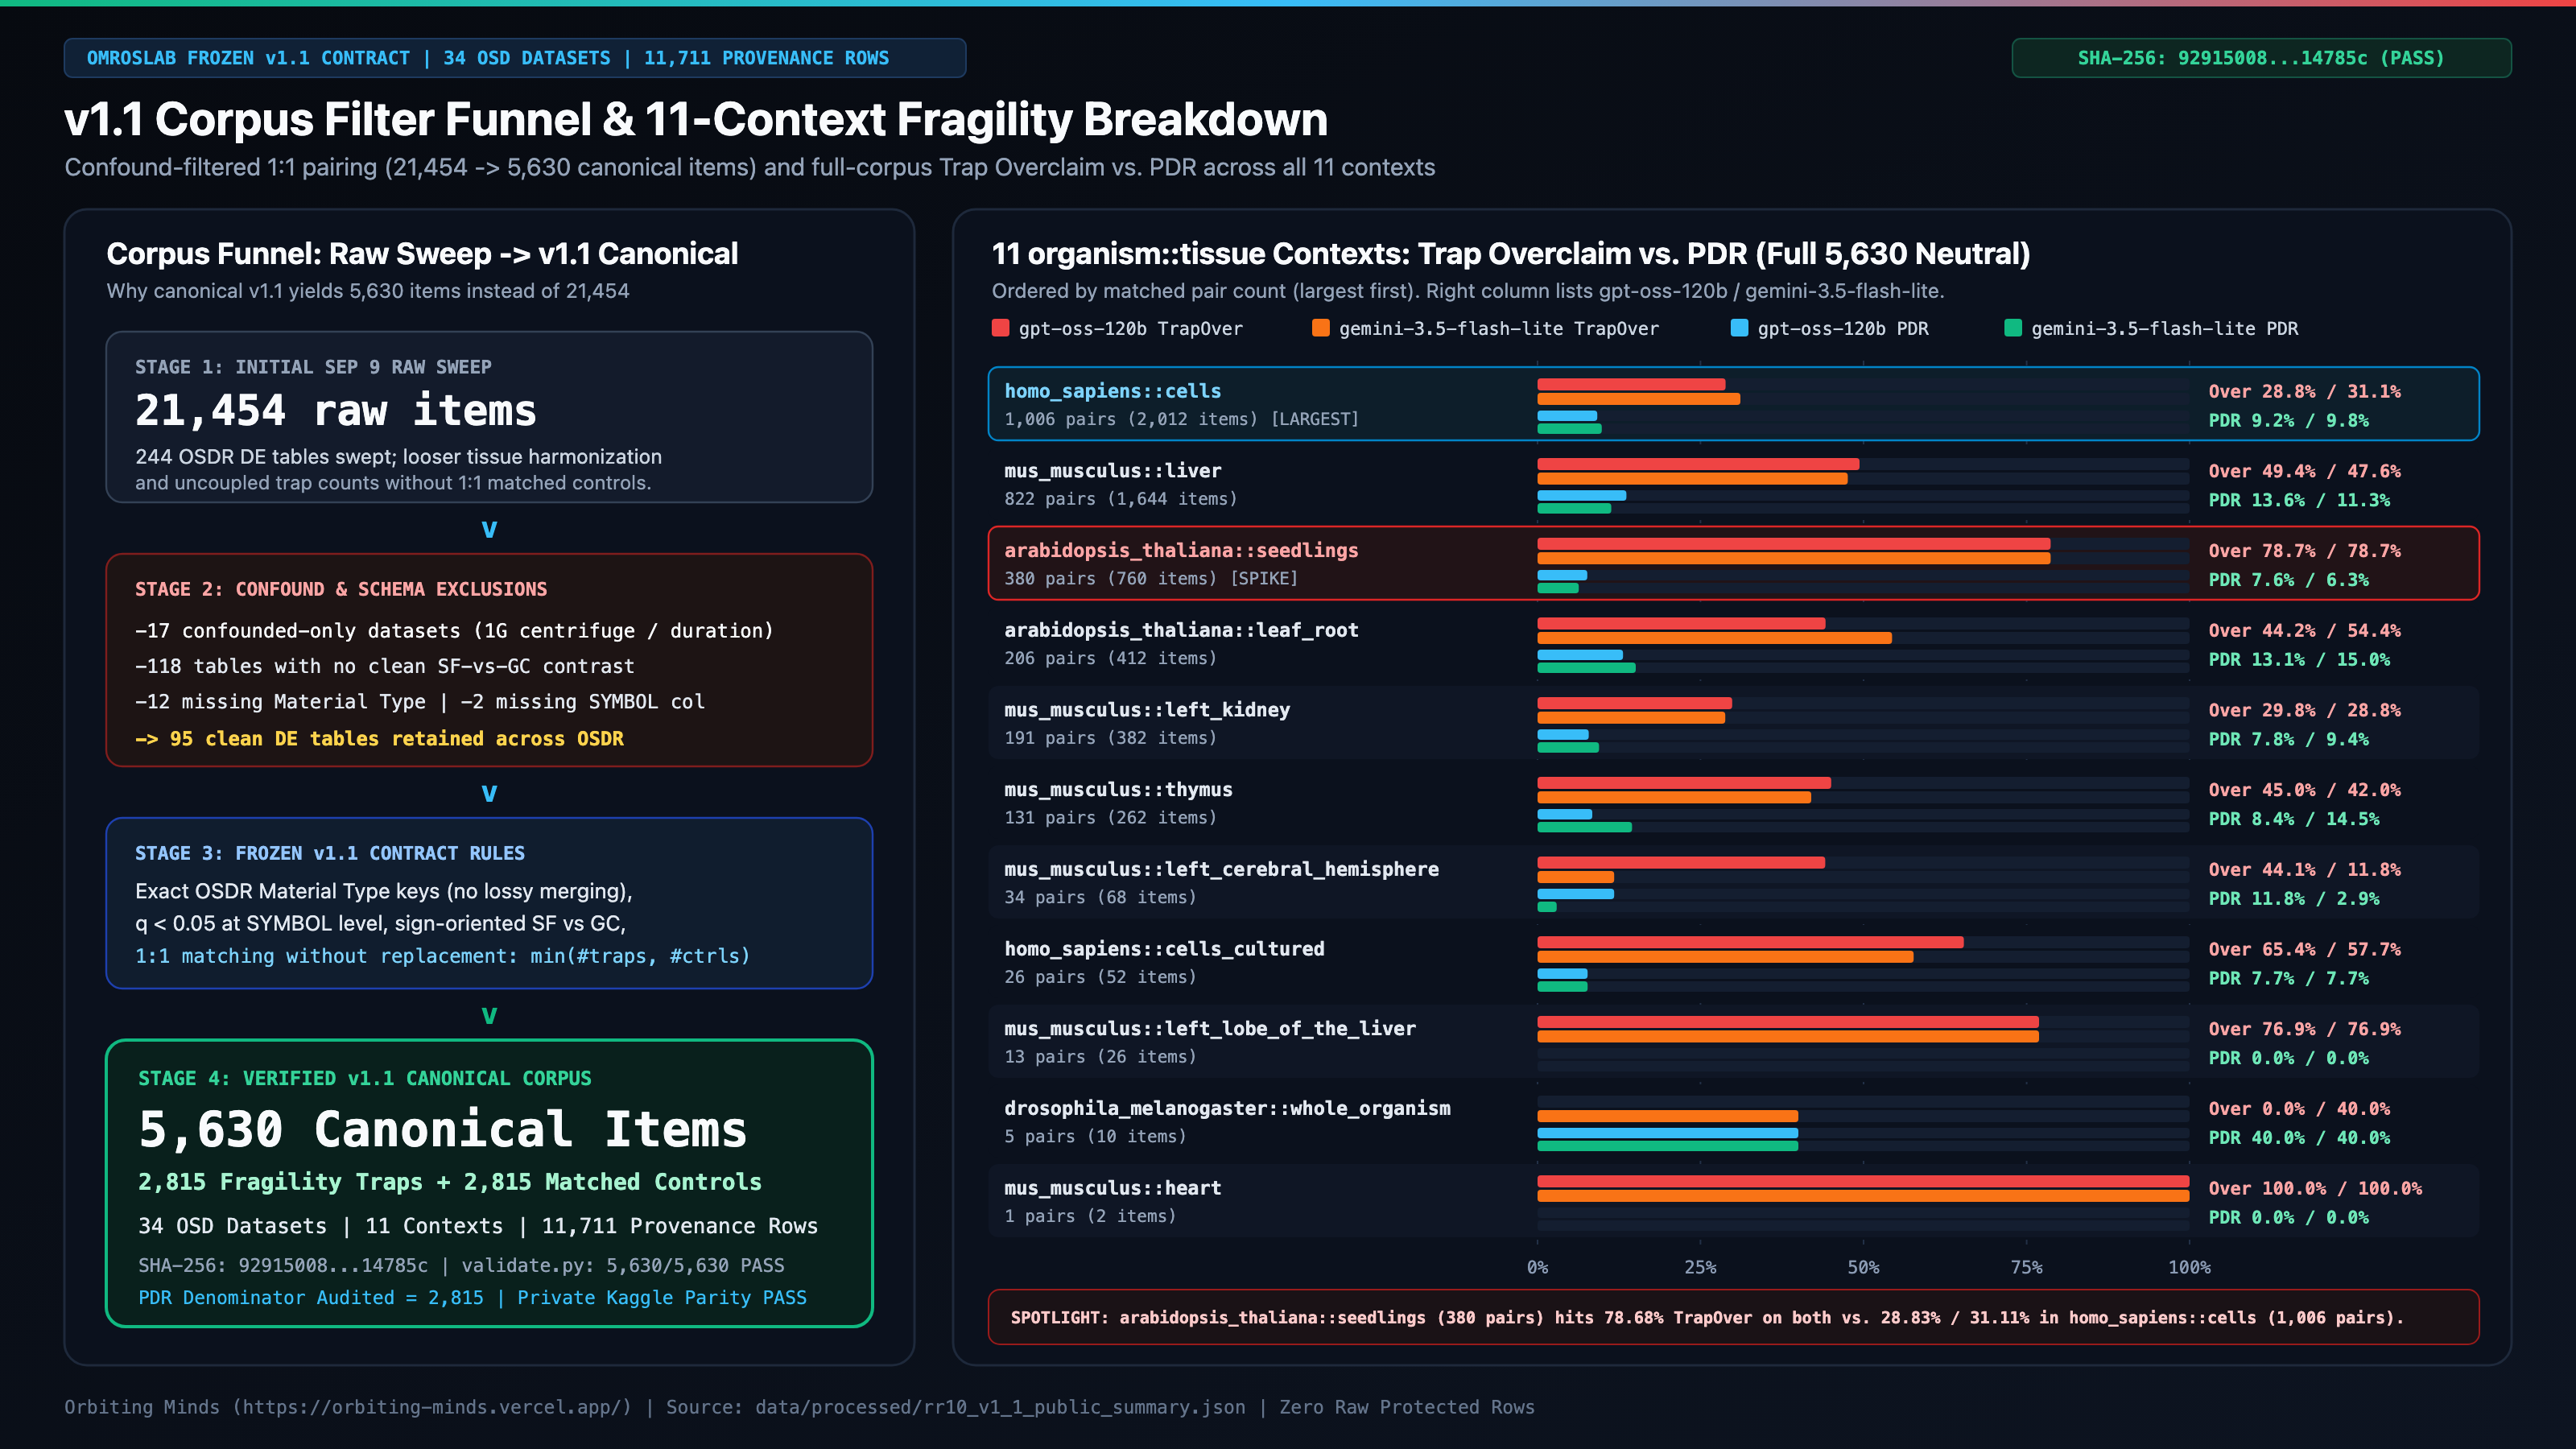 OMROSLAB FROZEN v1.1 CONTRACT | 34 OSD DATASETS | 11,711 PROVENANCE ROWS
SHA-256: 92915008...14785c (PASS)
v1.1 Corpus Filter Funnel & 11-Context Fragility Breakdown
Confound-filtered 1:1 pairing (21,454 -> 5,630 canonical items) and full-corpus Trap Overclaim vs. PDR across all 11 contexts
Corpus Funnel: Raw Sweep -> v1.1 Canonical
Why canonical v1.1 yields 5,630 items instead of 21,454
STAGE 1: INITIAL SEP 9 RAW SWEEP
21,454 raw items
244 OSDR DE tables swept; looser tissue harmonization
and uncoupled trap counts without 1:1 matched controls.
v
STAGE 2: CONFOUND & SCHEMA EXCLUSIONS
-17 confounded-only datasets (1G centrifuge / duration)
-118 tables with no clean SF-vs-GC contrast
-12 missing Material Type | -2 missing SYMBOL col
-> 95 clean DE tables retained across OSDR
v
STAGE 3: FROZEN v1.1 CONTRACT RULES
Exact OSDR Material Type keys (no lossy merging),
q < 0.05 at SYMBOL level, sign-oriented SF vs GC,
1:1 matching without replacement: min(#traps, #ctrls)
v
STAGE 4: VERIFIED v1.1 CANONICAL CORPUS
5,630 Canonical Items
2,815 Fragility Traps + 2,815 Matched Controls
34 OSD Datasets | 11 Contexts | 11,711 Provenance Rows
SHA-256: 92915008...14785c | validate.py: 5,630/5,630 PASS
PDR Denominator Audited = 2,815 | Private Kaggle Parity PASS
11 organism::tissue Contexts: Trap Overclaim vs. PDR (Full 5,630 Neutral)
Ordered by matched pair count (largest first). Right column lists gpt-oss-120b / gemini-3.5-flash-lite.
gpt-oss-120b TrapOver
gemini-3.5-flash-lite TrapOver
gpt-oss-120b PDR
gemini-3.5-flash-lite PDR
homo_sapiens::cells
Over 28.8% / 31.1%
1,006 pairs (2,012 items) [LARGEST]
PDR 9.2% / 9.8%
mus_musculus::liver
Over 49.4% / 47.6%
822 pairs (1,644 items)
PDR 13.6% / 11.3%
arabidopsis_thaliana::seedlings
Over 78.7% / 78.7%
380 pairs (760 items) [SPIKE]
PDR 7.6% / 6.3%
arabidopsis_thaliana::leaf_root
Over 44.2% / 54.4%
206 pairs (412 items)
PDR 13.1% / 15.0%
mus_musculus::left_kidney
Over 29.8% / 28.8%
191 pairs (382 items)
PDR 7.8% / 9.4%
mus_musculus::thymus
Over 45.0% / 42.0%
131 pairs (262 items)
PDR 8.4% / 14.5%
mus_musculus::left_cerebral_hemisphere
Over 44.1% / 11.8%
34 pairs (68 items)
PDR 11.8% / 2.9%
homo_sapiens::cells_cultured
Over 65.4% / 57.7%
26 pairs (52 items)
PDR 7.7% / 7.7%
mus_musculus::left_lobe_of_the_liver
Over 76.9% / 76.9%
13 pairs (26 items)
PDR 0.0% / 0.0%
drosophila_melanogaster::whole_organism
Over 0.0% / 40.0%
5 pairs (10 items)
PDR 40.0% / 40.0%
mus_musculus::heart
Over 100.0% / 100.0%
1 pairs (2 items)
PDR 0.0% / 0.0%
0% 25% 50% 75% 100%
SPOTLIGHT: arabidopsis_thaliana::seedlings (380 pairs) hits 78.68% TrapOver on both vs. 28.83% / 31.11% in homo_sapiens::cells (1,006 pairs).
Orbiting Minds (https://orbiting-minds.vercel.app/) | Source: data/processed/rr10_v1_1_public_summary.json | Zero Raw Protected Rows